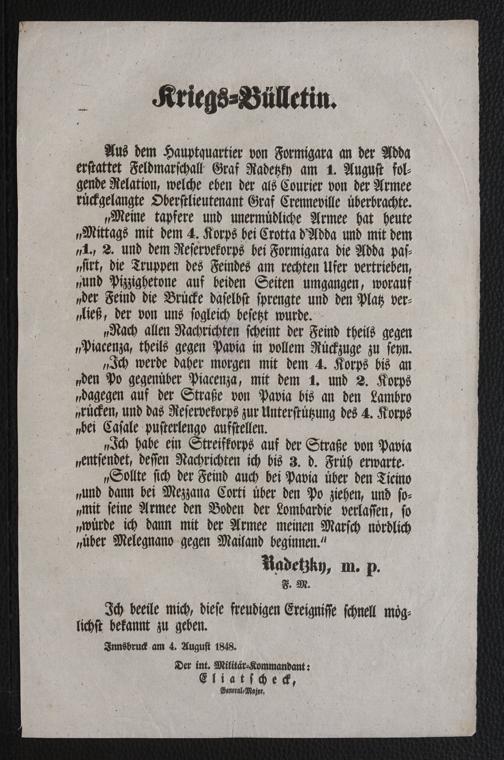 Kriegs-Bülletin.
Aus dem Hauptquartier von Formigara an der Adda
erstattet Feldmarschall Graf Radetzky am 1. August fol-
gende Relation, welche eben der als Courier von der Armee
rückgelangte Oberstlieutenant Graf Crenneville überbrachte.
„Meine tapfere und unermüdliche Armee hat heute
„Mittags mit dem 4. Korps bei Crotta d'Adda und mit dem
„1., 2. und dem Reservekorps bei Formigara die Adda pas-
„sirt, die Truppen des Feindes am rechten Ufer vertrieben,
„und Pizzighetone auf beiden Seiten umgangen, worauf
„der Feind die Brücke daselbst sprengte und den Platz ver-
„ließ, der von uns sogleich besetzt wurde.
„Nach allen Nachrichten scheint der Feind theils gegen
„Piacenza, theils gegen Pavia in vollem Rückzuge zu seyn.
„Ich werde daher morgen mit dem 4. Korps bis an
„den Po gegenüber Piacenza, mit dem 1. und 2. Korps
„dagegen auf der Straße von Pavia bis an den Lambro
„rücken, und das Reservekorps zur Unterstützung des 4. Korps
„bei Casale pusterlengo aufstellen.
„Ich habe ein Streifkorps auf der Straße von Pavia
„entsendet, dessen Nachrichten ich bis 3. d. Früh erwarte.
„Sollte sich der Feind auch bei Pavia über den Ticino
„und dann bei Mezzana Corti über den Po ziehen, und so-
„mit seine Armee den Boden der Lombardie verlassen, so
„würde ich dann mit der Armee meinen Marsch nördlich
„über Melegnano gegen Mailand beginnen.“
Radetzky, m. p.
F. M.
Ich beeile mich, diese freudigen Ereignisse schnell mög-
lichst bekannt zu geben.
Innsbruck am 4. August 1848.
Der int. Militär-Kommandant:
Eliatscheck,
General-Major.